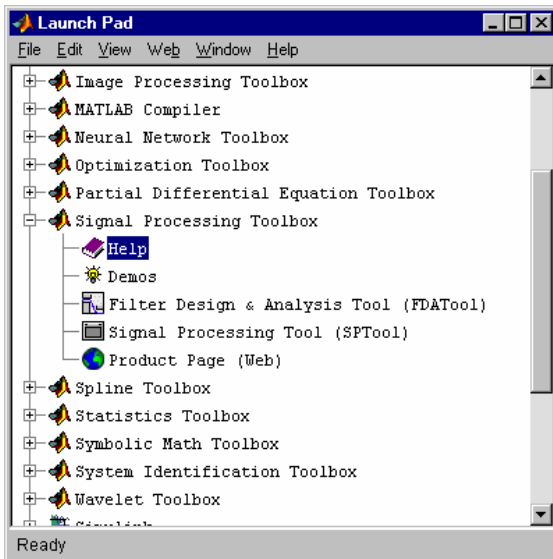 Launch Pad
File Edit View Web Window Help
Image Processing Toolbox
MATLAB Compiler
Neural Network Toolbox
Optimization Toolbox
Partial Differential Equation Toolbox
Signal Processing Toolbox
Help
Demos
Filter Design & Analysis Tool (FDATool)
Signal Processing Tool (SPTool)
Product Page (Web)
Spline Toolbox
Statistics Toolbox
Symbolic Math Toolbox
System Identification Toolbox
Wavelet Toolbox
Ready